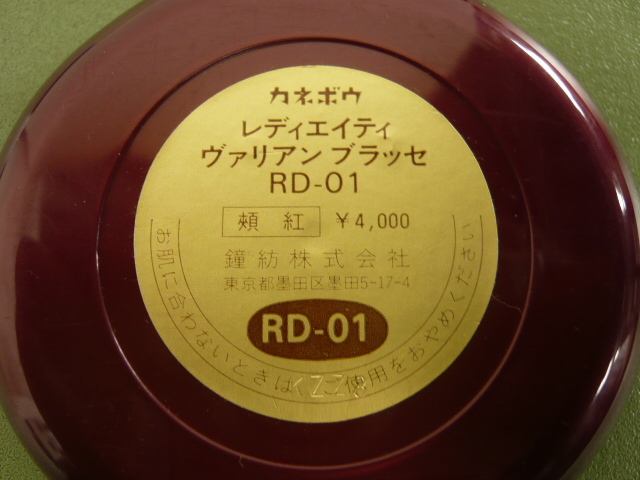 カネボウ
レディエイティ
ヴァリアン ブラッセ
RD-01
頰紅 ￥4,000
鐘紡株式会社
東京都墨田区墨田5-17-4
RD-01
お肌に合わないときはご使用をおやめください